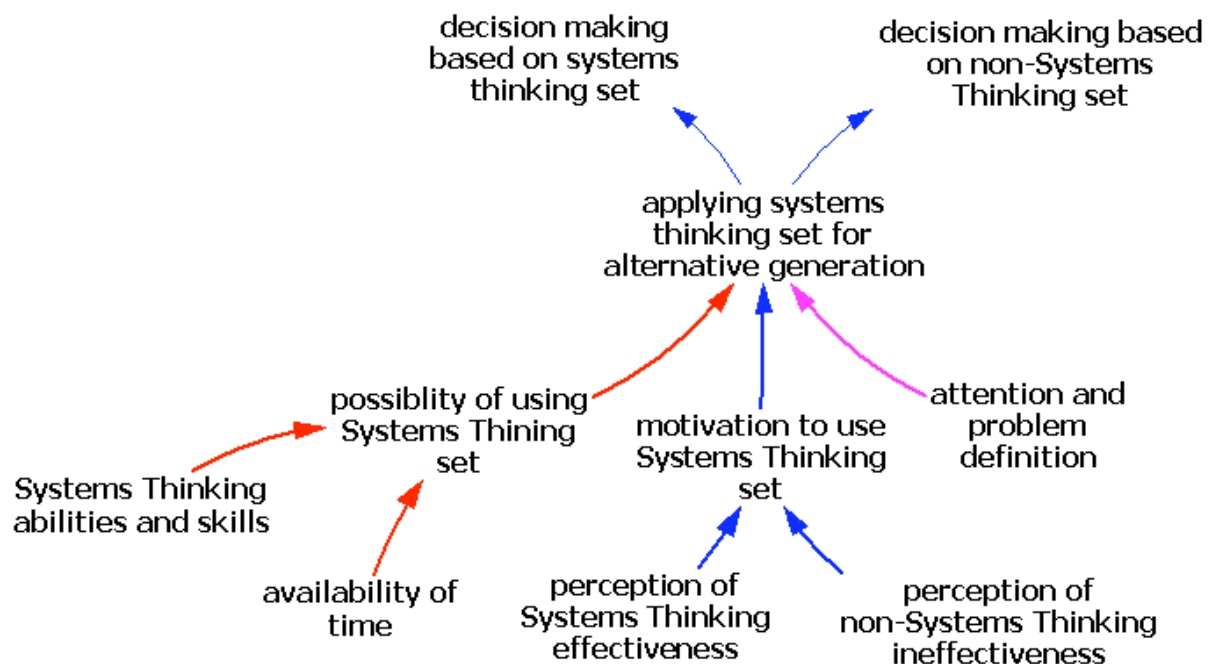 decision making
based on systems
thinking set
decision making based
on non-Systems
Thinking set
applying systems
thinking set for
alternative generation
possiblity of using
Systems Thining
set
motivation to use
Systems Thinking
set
attention and
problem
definition
Systems Thinking
abilities and skills
availability of
time
perception of
Systems Thinking
effectiveness
perception of
non-Systems Thinking
ineffectiveness